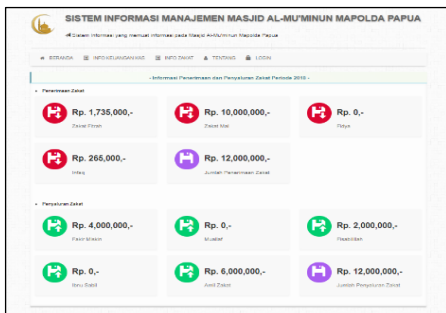 SISTEM INFORMASI MANAJEMEN MASJID AL-MU'MINUN MAPOLDA PAPUA
Sistem Informasi yang memuat informasi pada Masjid Al-Mu'minun Mapolda Papua
BERANDA INFO KEUANGAN KAS INFO ZAKAT TENTANG LOGIN
- Informasi Penerimaan dan Penyaluran Zakat Periode 2018 -
Penerimaan Zakat
Rp. 1,735,000,- Rp. 10,000,000,- Rp. 0,-
Zakat Fitrah Zakat Mal Fidya
Rp. 265,000,- Rp. 12,000,000,-
Infaq Jumlah Penerimaan Zakat
Penyaluran Zakat
Rp. 4,000,000,- Rp. 0,- Rp. 2,000,000,-
Fakir Miskin Muallaf Fisabilillah
Rp. 0,- Rp. 6,000,000,- Rp. 12,000,000,-
Ibnu Sabil Amil Zakat Jumlah Penyaluran Zakat